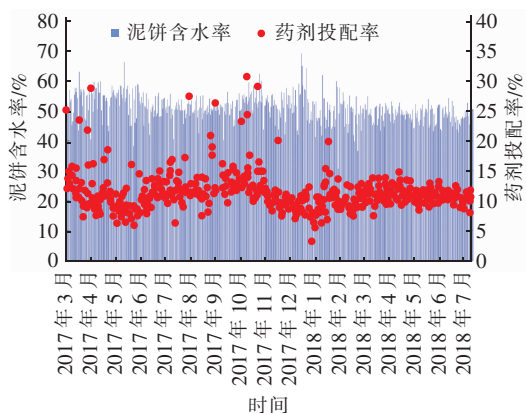 泥饼含水率 药剂投配率
泥饼含水率/%
80
70
60
50
40
30
20
10
0
药剂投配率/%
40
35
30
25
20
15
10
5
0
2017年3月
2017年4月
2017年5月
2017年6月
2017年7月
2017年8月
2017年9月
2017年10月
2017年11月
2017年12月
2018年1月
2018年2月
2018年3月
2018年4月
2018年5月
2018年6月
2018年7月
时间